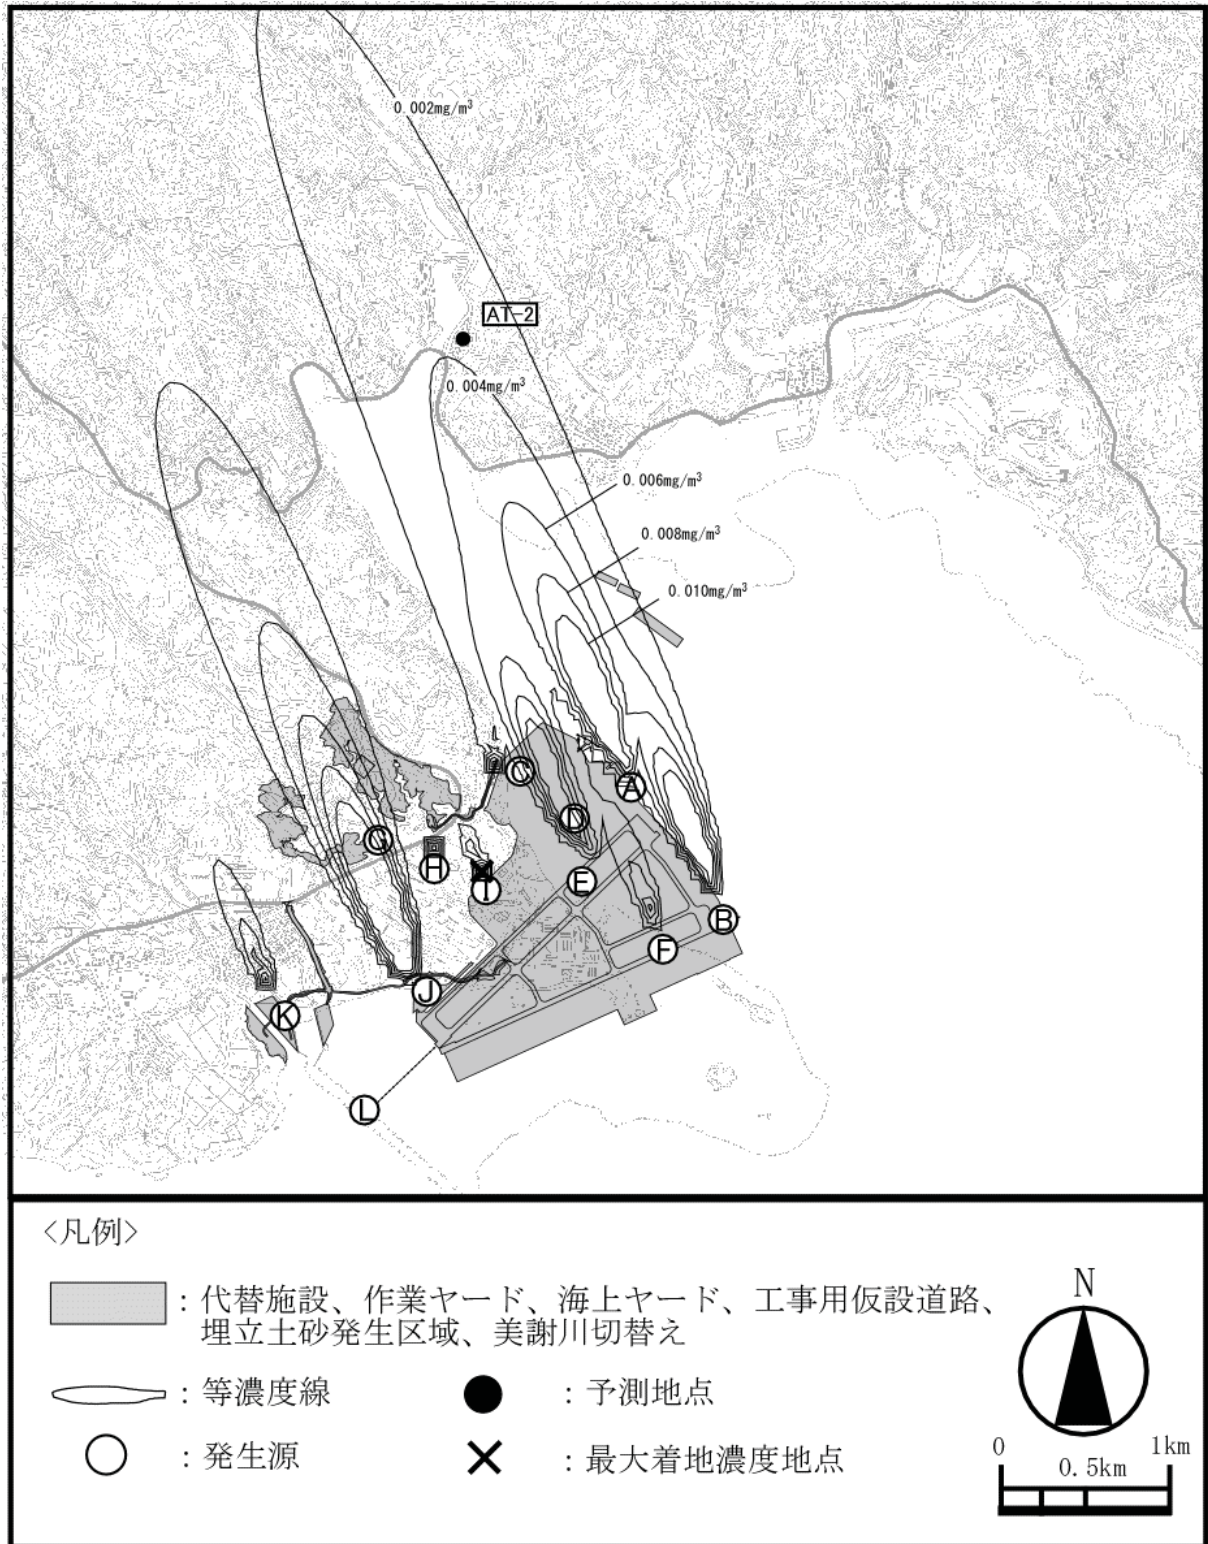 0.002mg/m³
AT-2
0.004mg/m³
0.006mg/m³
0.008mg/m³
0.010mg/m³
C
A
D
G
H
I
E
B
F
J
K
L
<凡例>
：代替施設、作業ヤード、海上ヤード、工事用仮設道路、
埋立土砂発生区域、美謝川切替え
：等濃度線
：予測地点
：発生源
：最大着地濃度地点
N
0
0.5km
1km